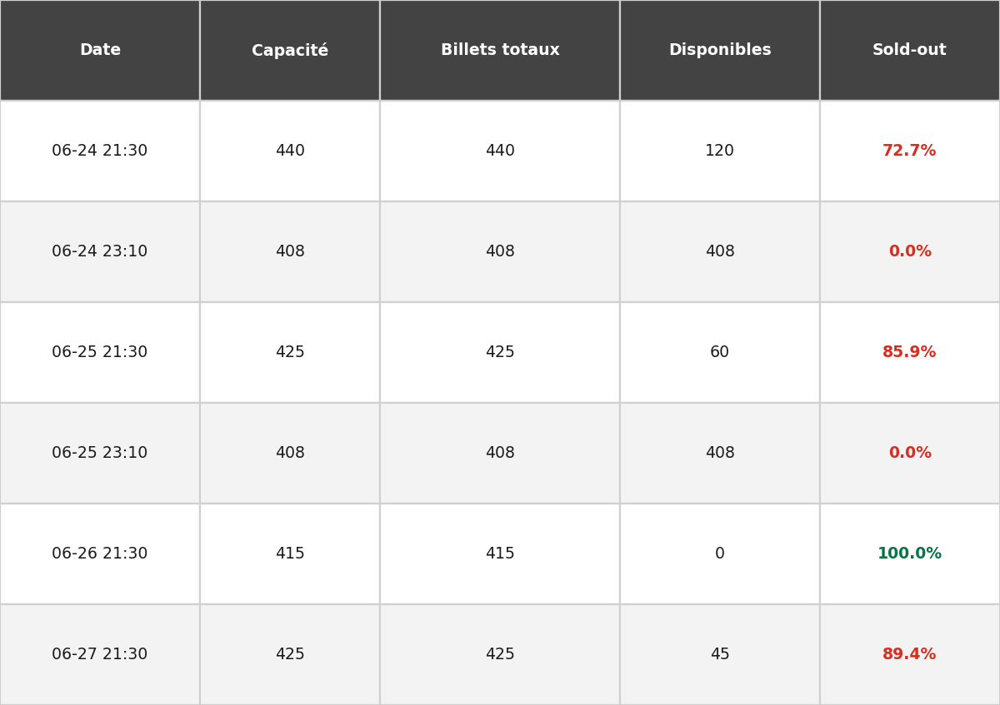 Date Capacité Billets totaux Disponibles Sold-out
06-24 21:30 440 440 120 72.7%
06-24 23:10 408 408 408 0.0%
06-25 21:30 425 425 60 85.9%
06-25 23:10 408 408 408 0.0%
06-26 21:30 415 415 0 100.0%
06-27 21:30 425 425 45 89.4%